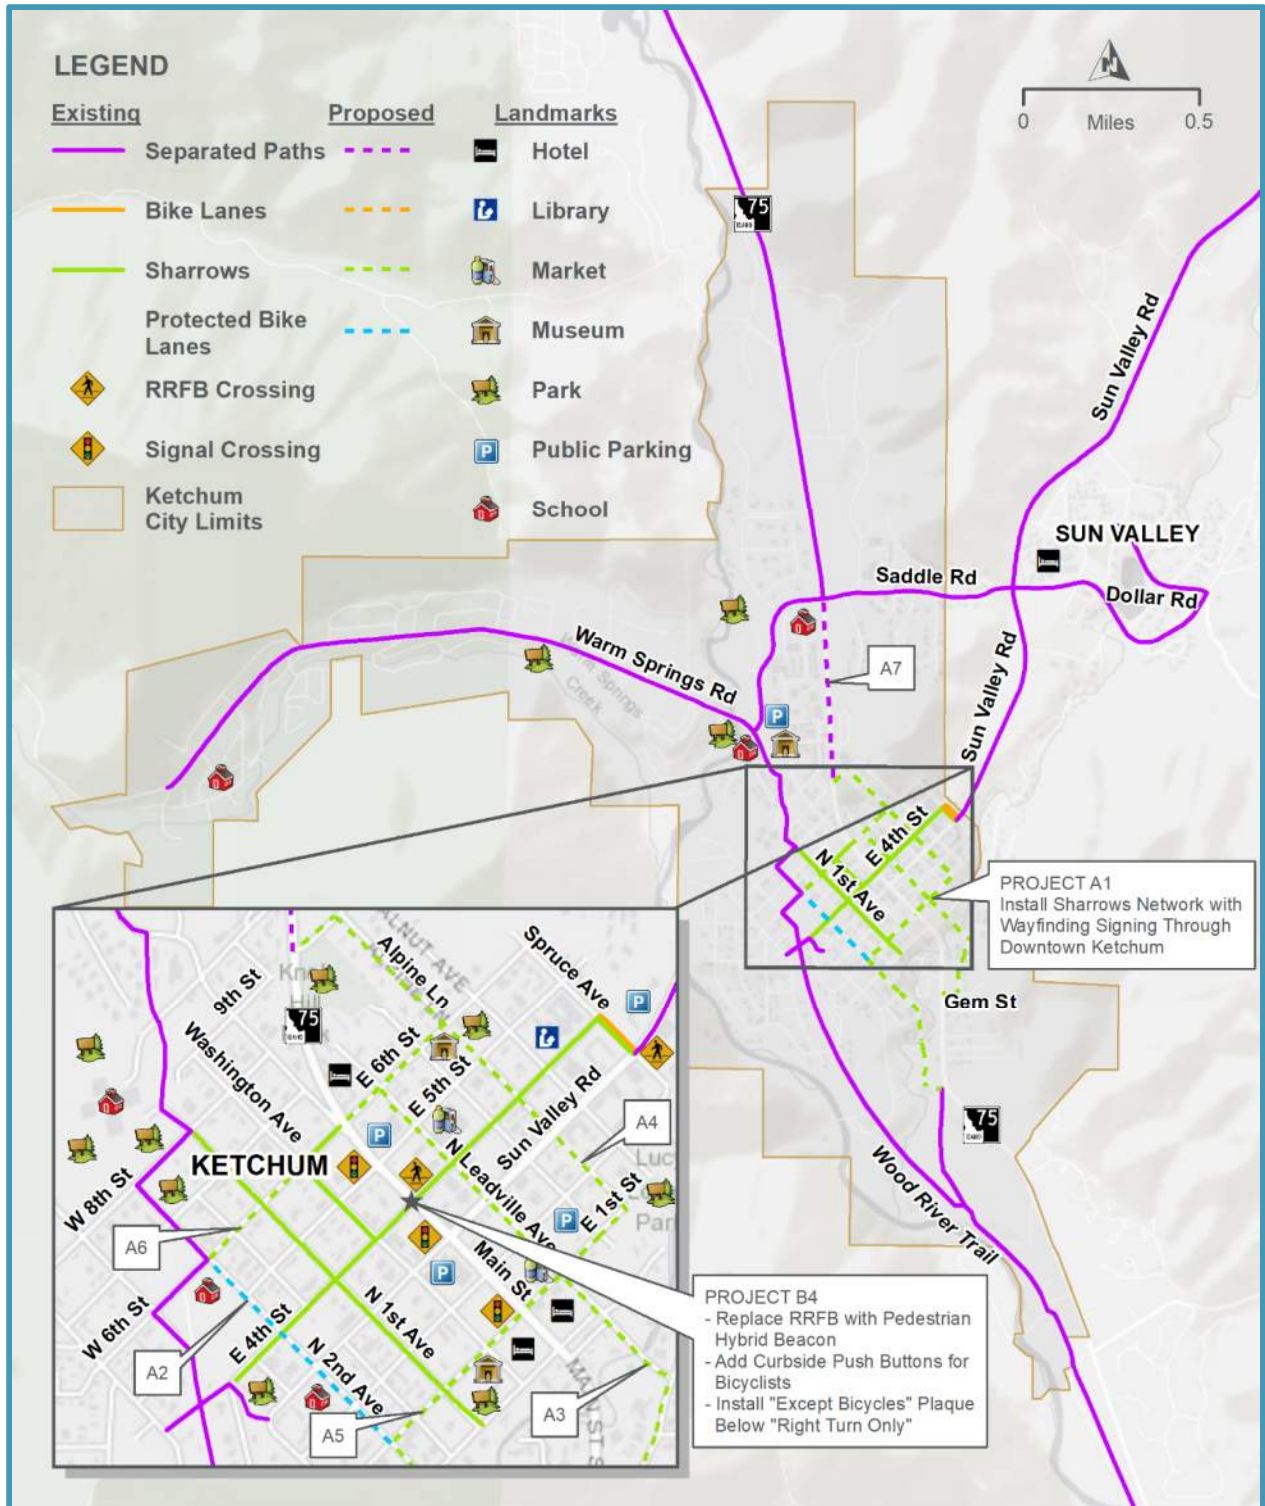 LEGEND
Existing
Proposed
Landmarks
Separated Paths
Hotel
Bike Lanes
Library
Sharrows
Market
Protected Bike
Lanes
Museum
RRFB Crossing
Park
Signal Crossing
Public Parking
Ketchum
City Limits
School
N
0 Miles 0.5
75
Sun Valley Rd
SUN VALLEY
Saddle Rd
Dollar Rd
Warm Springs Rd
Warm Springs
Creek
A7
Sun Valley Rd
P
E 4th St
N 1st Ave
PROJECT A1
Install Sharrows Network with
Wayfinding Signing Through
Downtown Ketchum
Gem St
75
Wood River Trail
Spruce Ave
Alpine Ln
9th St
75
Washington Ave
P
E 6th St
E 5th St
Sun Valley Rd
A4
P
N Leadville Ave
KETCHUM
E 1st St
W 8th St
P
A6
Main St
P
W 6th St
N 1st Ave
E 4th St
A2
N 2nd Ave
A3
A5
MAIN ST S
PROJECT B4
- Replace RRFB with Pedestrian
Hybrid Beacon
- Add Curbside Push Buttons for
Bicyclists
- Install "Except Bicycles" Plaque
Below "Right Turn Only"